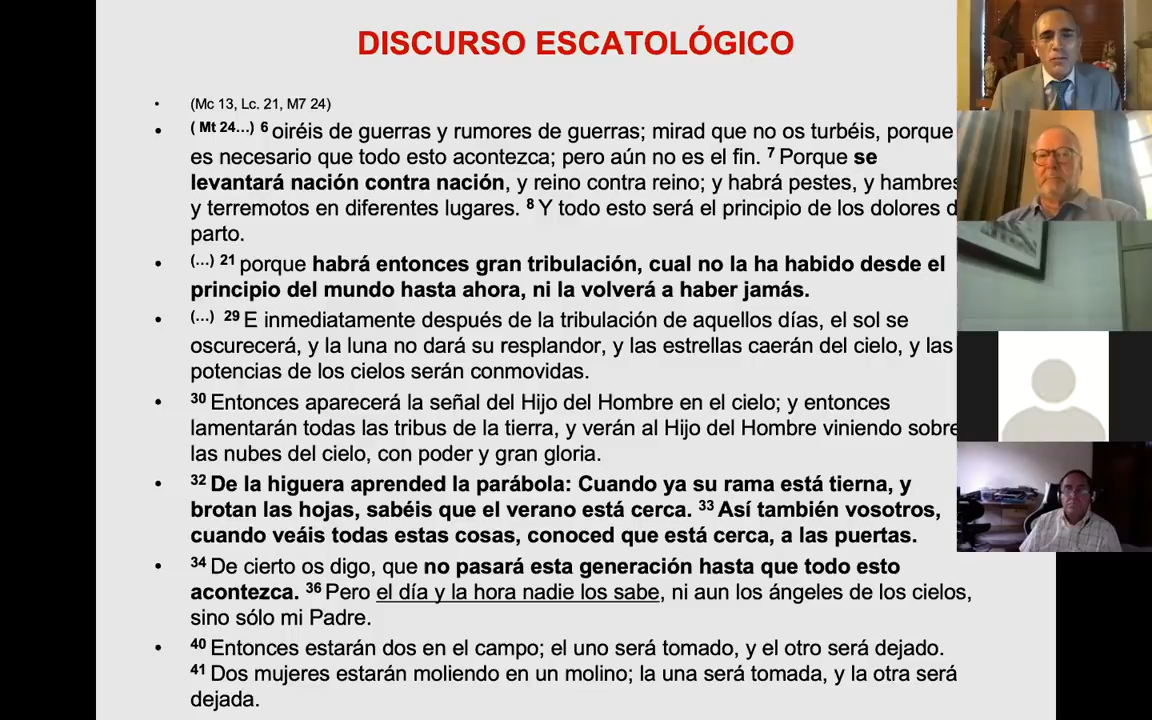 DISCURSO ESCATOLÓGICO
• (Mc 13, Lc. 21, M7 24)
• ( Mt 24…) 6 oiréis de guerras y rumores de guerras; mirad que no os turbéis, porque
es necesario que todo esto acontezca; pero aún no es el fin. 7 Porque se
levantará nación contra nación, y reino contra reino; y habrá pestes, y hambres
y terremotos en diferentes lugares. 8 Y todo esto será el principio de los dolores d
parto.
• (…) 21 porque habrá entonces gran tribulación, cual no la ha habido desde el
principio del mundo hasta ahora, ni la volverá a haber jamás.
• (…) 29 E inmediatamente después de la tribulación de aquellos días, el sol se
oscurecerá, y la luna no dará su resplandor, y las estrellas caerán del cielo, y las
potencias de los cielos serán conmovidas.
• 30 Entonces aparecerá la señal del Hijo del Hombre en el cielo; y entonces
lamentarán todas las tribus de la tierra, y verán al Hijo del Hombre viniendo sobre
las nubes del cielo, con poder y gran gloria.
• 32 De la higuera aprended la parábola: Cuando ya su rama está tierna, y
brotan las hojas, sabéis que el verano está cerca. 33 Así también vosotros,
cuando veáis todas estas cosas, conoced que está cerca, a las puertas.
• 34 De cierto os digo, que no pasará esta generación hasta que todo esto
acontezca. 36 Pero el día y la hora nadie los sabe, ni aun los ángeles de los cielos,
sino sólo mi Padre.
• 40 Entonces estarán dos en el campo; el uno será tomado, y el otro será dejado.
41 Dos mujeres estarán moliendo en un molino; la una será tomada, y la otra será
dejada.